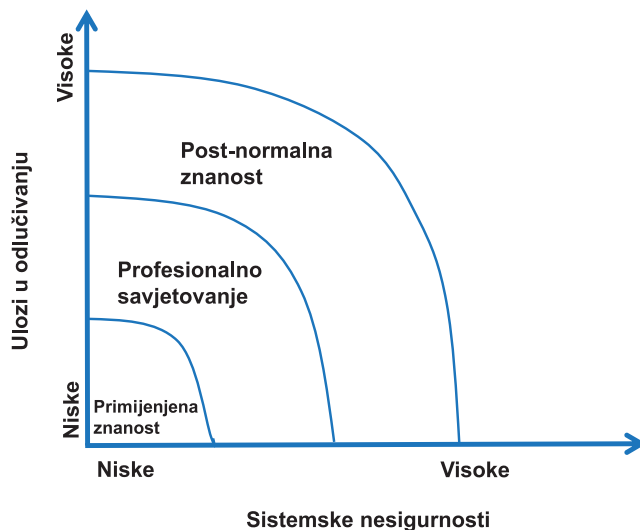 Visoke
Ulozi u odlučivanju
Niske
Post-normalna
znanost
Profesionalno
savjetovanje
Primijenjena
znanost
Niske
Visoke
Sistemske nesigurnosti